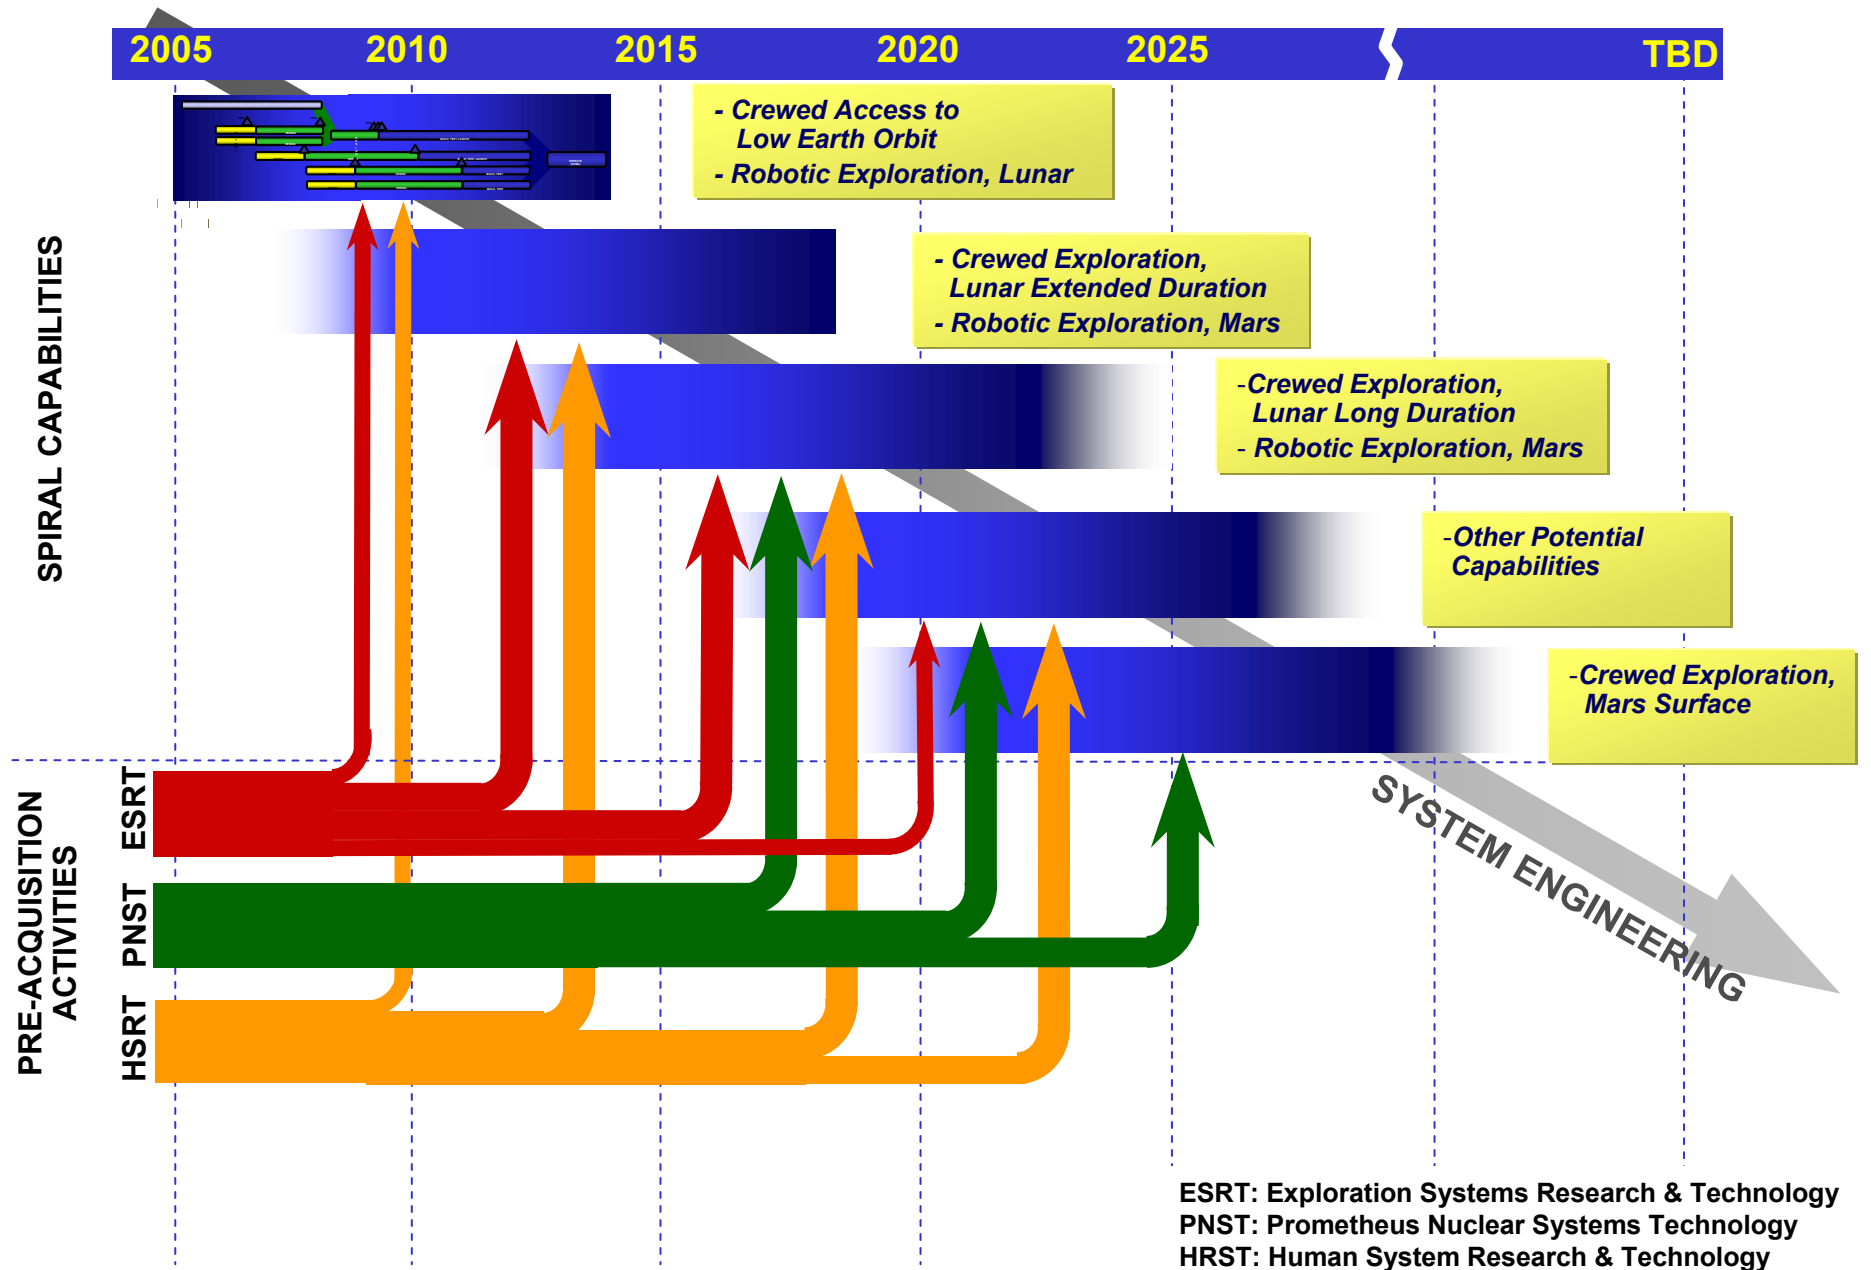 2005 2010 2015 2020 2025 TBD
- Crewed Access to
Low Earth Orbit
- Robotic Exploration, Lunar
- Crewed Exploration,
Lunar Extended Duration
- Robotic Exploration, Mars
-Crewed Exploration,
Lunar Long Duration
- Robotic Exploration, Mars
-Other Potential
Capabilities
-Crewed Exploration,
Mars Surface
SPIRAL CAPABILITIES
PRE-ACQUISITION
ACTIVITIES
ESRT
PNST
HSRT
SYSTEM ENGINEERING
ESRT: Exploration Systems Research & Technology
PNST: Prometheus Nuclear Systems Technology
HRST: Human System Research & Technology